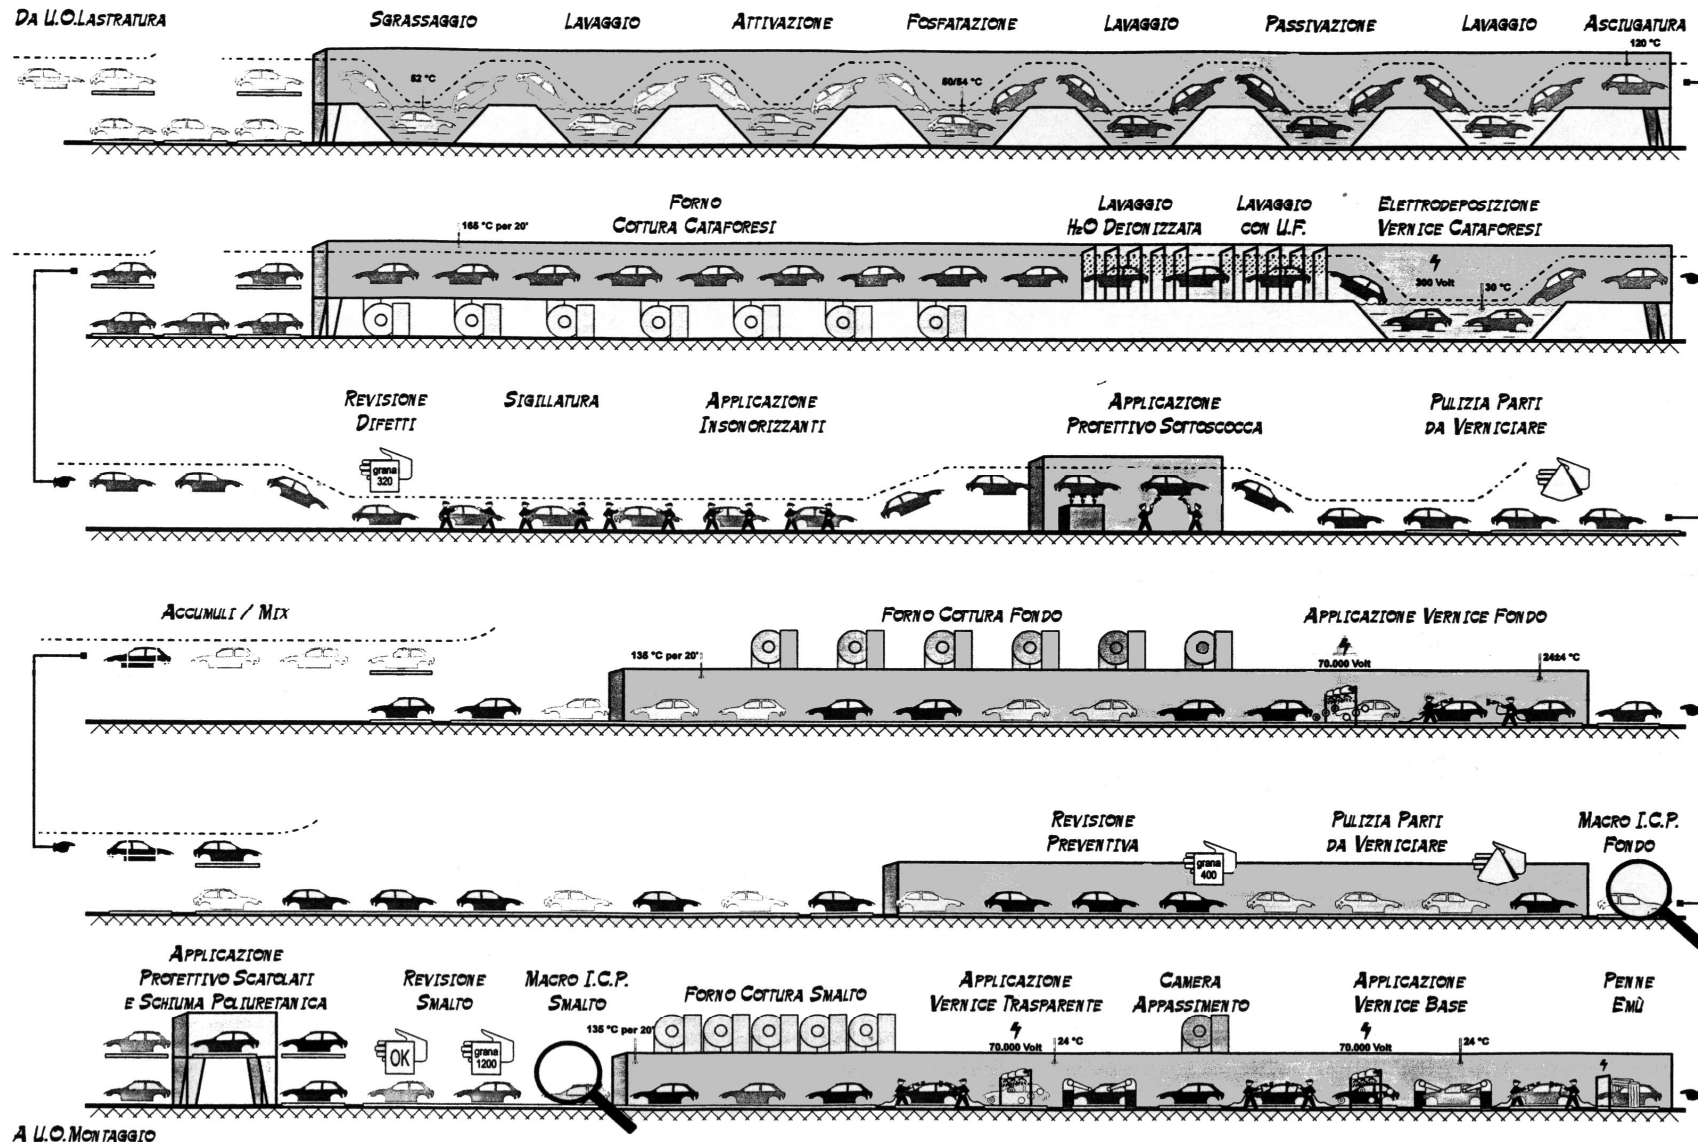 DA U.O.LASTRATURA
SGRASSAGGIO
LAVAGGIO
ATTIVAZIONE
FOSFATAZIONE
LAVAGGIO
PASSIVAZIONE
LAVAGGIO
ASCIUGATURA
52 °C
50/54 °C
120 °C
FORNO
COTTURA CATAFORESI
LAVAGGIO
H2O DEIONIZZATA
LAVAGGIO
CON U.F.
ELETTRODEPOSIZIONE
VERNICE CATAFORESI
165 °C per 20'
300 Volt
30 °C
REVISIONE
DIFETTI
SIGILLATURA
APPLICAZIONE
INSONORIZZANTI
APPLICAZIONE
PROTETTIVO SOTTOSCOCCA
PULIZIA PARTI
DA VERNICIARE
grana
320
ACCUMULI / MIX
FORNO COTTURA FONDO
APPLICAZIONE VERNICE FONDO
135 °C per 20'
70.000 Volt
24±4 °C
REVISIONE
PREVENTIVA
PULIZIA PARTI
DA VERNICIARE
MACRO I.C.P.
FONDO
grana
400
APPLICAZIONE
PROTETTIVO SCATOLATI
E SCHIUMA POLIURETANICA
REVISIONE
SMALTO
MACRO I.C.P.
SMALTO
FORNO COTTURA SMALTO
APPLICAZIONE
VERNICE TRASPARENTE
CAMERA
APPASSIMENTO
APPLICAZIONE
VERNICE BASE
PENNE
EMÙ
OK
grana
1200
135 °C per 20'
70.000 Volt
24 °C
70.000 Volt
24 °C
A U.O.MONTAGGIO